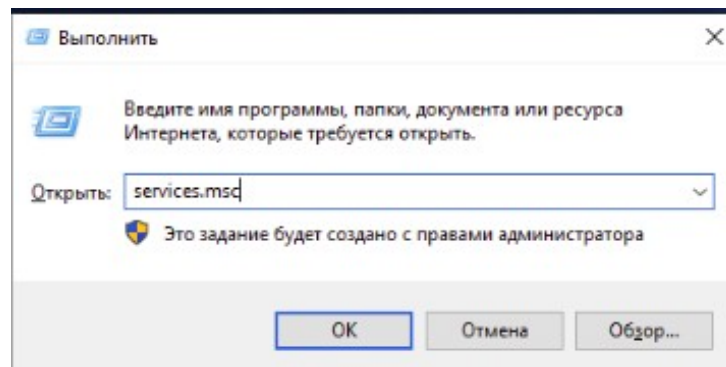 Выполнить
Введите имя программы, папки, документа или ресурса
Интернета, которые требуется открыть.
Открыть: services.msc
Это задание будет создано с правами администратора
ОК Отмена Обзор...